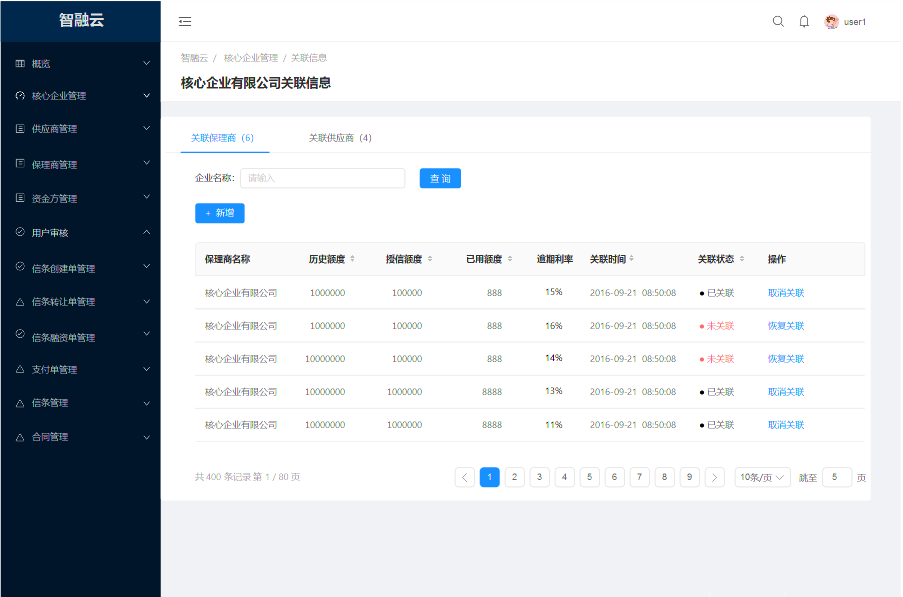 智融云
user1
概览
核心企业管理
供应商管理
保理商管理
资金方管理
用户审核
信条创建单管理
信条转让单管理
信条融资单管理
支付单管理
信条管理
合同管理
智融云 / 核心企业管理 / 关联信息
核心企业有限公司关联信息
关联保理商（6） 关联供应商（4）
企业名称: 请输入 查 询
+ 新增
保理商名称 历史额度 授信额度 已用额度 逾期利率 关联时间 关联状态 操作
核心企业有限公司 1000000 100000 888 15% 2016-09-21 08:50:08 已关联 取消关联
核心企业有限公司 1000000 100000 888 16% 2016-09-21 08:50:08 未关联 恢复关联
核心企业有限公司 10000000 100000 888 14% 2016-09-21 08:50:08 未关联 恢复关联
核心企业有限公司 10000000 1000000 8888 13% 2016-09-21 08:50:08 已关联 取消关联
核心企业有限公司 10000000 1000000 8888 11% 2016-09-21 08:50:08 已关联 取消关联
共 400 条记录 第 1 / 80 页 1 2 3 4 5 6 7 8 9 10条/页 跳至 5 页